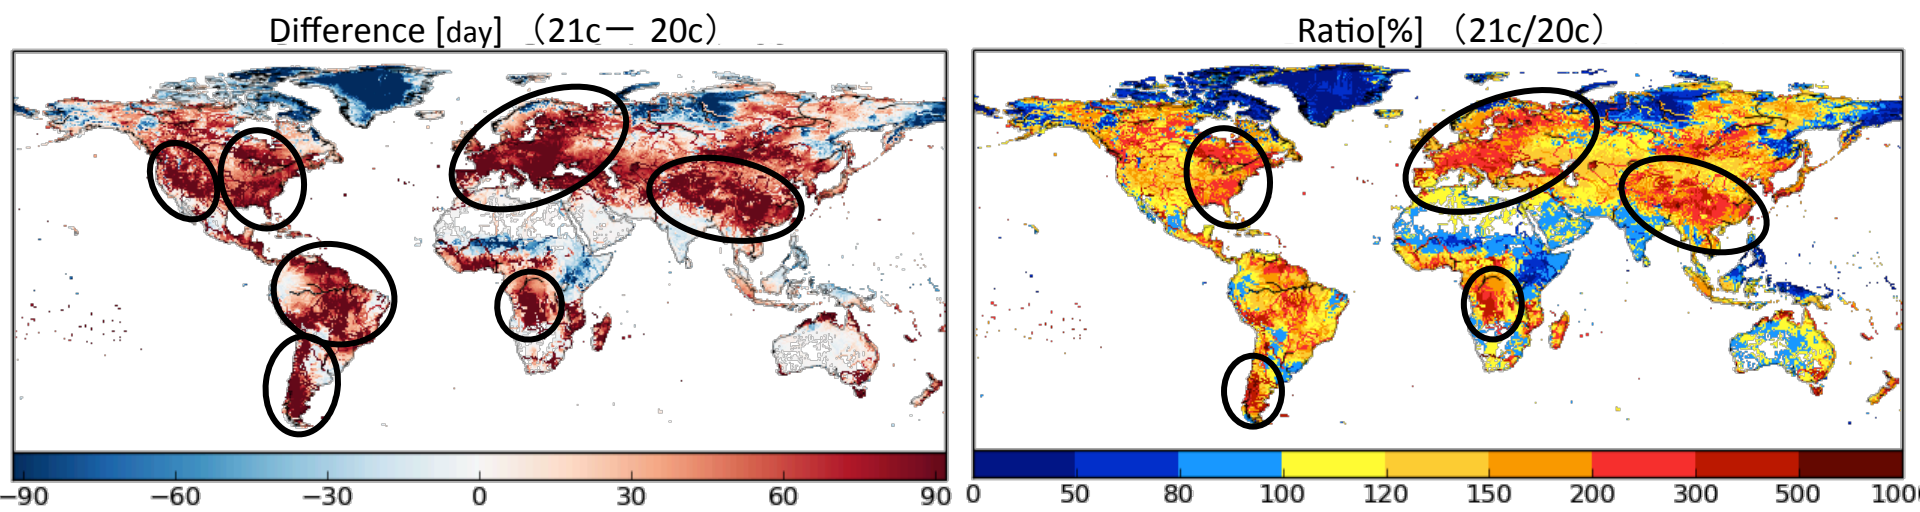 Difference [day] （21c－ 20c）
Ratio[%] （21c/20c）
−90 −60 −30 0 30 60 90
0 50 80 100 120 150 200 300 500 100